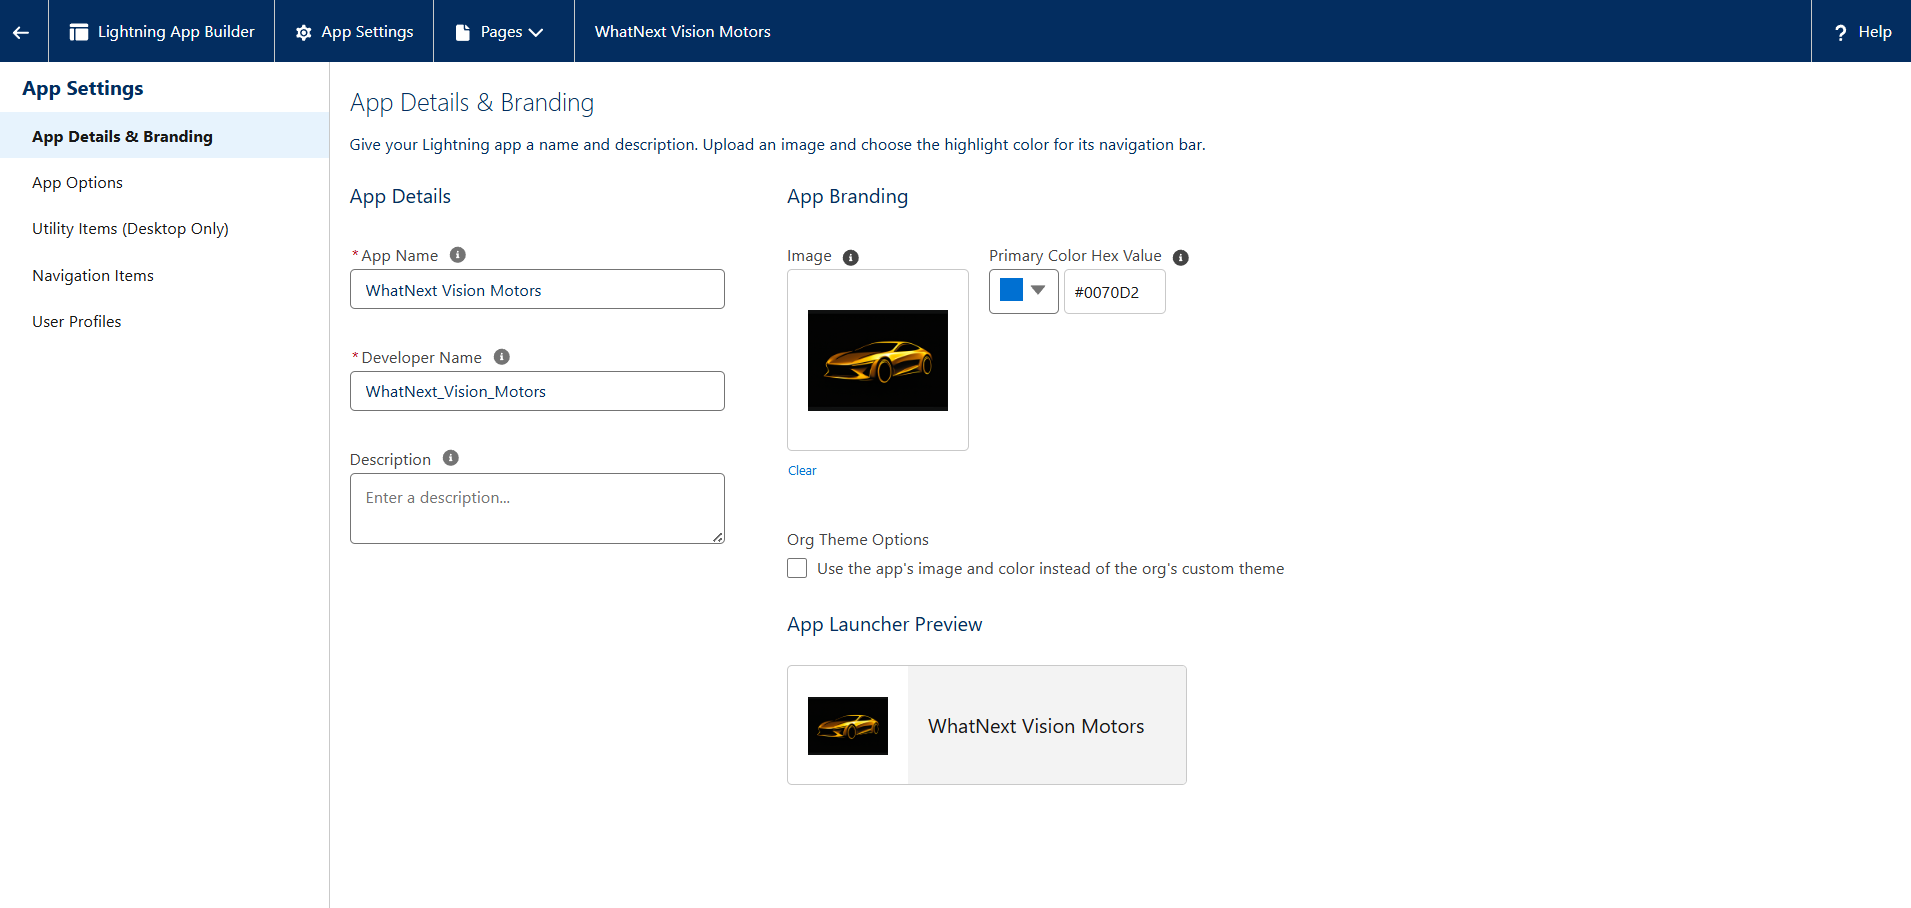 Lightning App Builder
App Settings
Pages
WhatNext Vision Motors
? Help
App Settings
App Details & Branding
App Options
Utility Items (Desktop Only)
Navigation Items
User Profiles
App Details & Branding
Give your Lightning app a name and description. Upload an image and choose the highlight color for its navigation bar.
App Details
* App Name
WhatNext Vision Motors
* Developer Name
WhatNext_Vision_Motors
Description
Enter a description...
App Branding
Image
Clear
Primary Color Hex Value
#0070D2
Org Theme Options
Use the app's image and color instead of the org's custom theme
App Launcher Preview
WhatNext Vision Motors